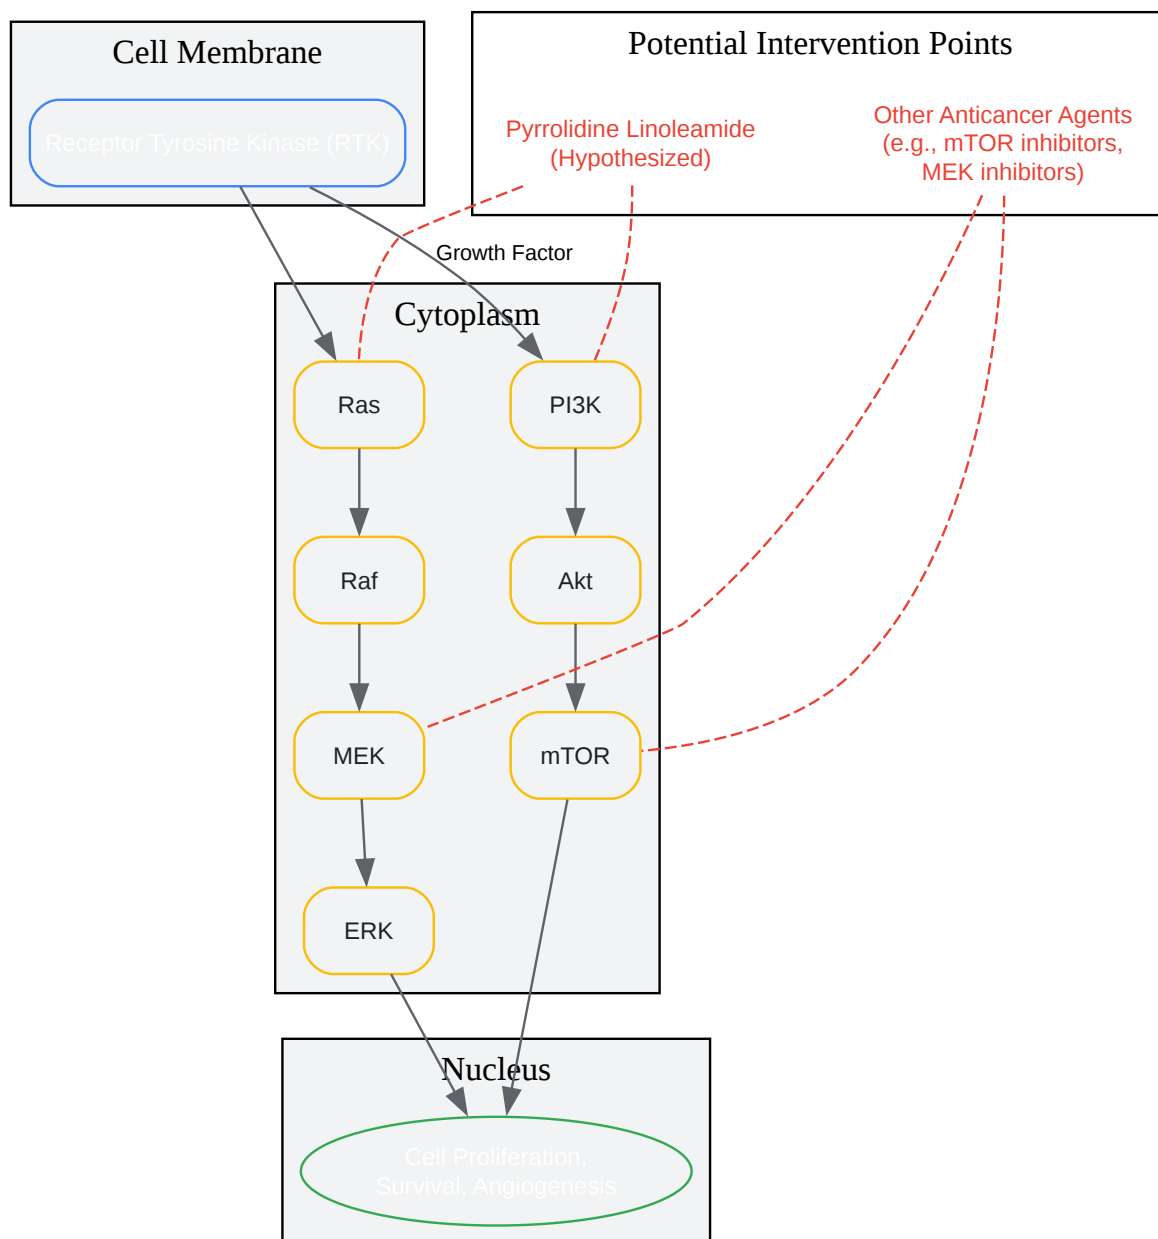 Cell Membrane
Receptor Tyrosine Kinase (RTK)
Potential Intervention Points
Pyrrolidine Linoleamide
(Hypothesized)
Other Anticancer Agents
(e.g., mTOR inhibitors,
MEK inhibitors)
Growth Factor
Cytoplasm
Ras
PI3K
Raf
Akt
MEK
mTOR
ERK
Nucleus
Cell Proliferation,
Survival, Angiogenesis